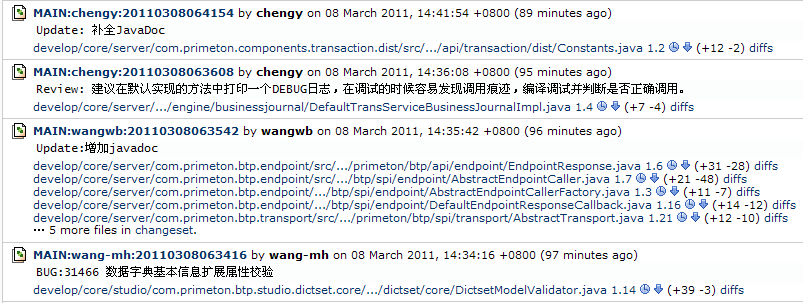 MAIN:chengy:20110308064154 by chengy on 08 March 2011, 14:41:54 +0800 (89 minutes ago)
Update: 补全JavaDoc
develop/core/server/com.primeton.components.transaction.dist/src/.../api/transaction/dist/Constants.java 1.2 (+12 -2) diffs
MAIN:chengy:20110308063608 by chengy on 08 March 2011, 14:36:08 +0800 (95 minutes ago)
Review: 建议在默认实现的方法中打印一个DEBUG日志，在调试的时候容易发现调用痕迹，编译调试并判断是否正确调用。
develop/core/server/.../engine/businessjournal/DefaultTransServiceBusinessJournalImpl.java 1.4 (+7 -4) diffs
MAIN:wangwb:20110308063542 by wangwb on 08 March 2011, 14:35:42 +0800 (96 minutes ago)
Update:增加javadoc
develop/core/server/com.primeton.btp.endpoint/src/.../primeton/btp/api/endpoint/EndpointResponse.java 1.6 (+31 -28) diffs
develop/core/server/com.primeton.btp.endpoint/src/.../btp/spi/endpoint/AbstractEndpointCaller.java 1.7 (+21 -48) diffs
develop/core/server/com.primeton.btp.endpoint/.../btp/spi/endpoint/AbstractEndpointCallerFactory.java 1.3 (+11 -7) diffs
develop/core/server/com.primeton.btp.endpoint/.../btp/spi/endpoint/DefaultEndpointResponseCallback.java 1.16 (+14 -12) diffs
develop/core/server/com.primeton.btp.transport/src/.../primeton/btp/spi/transport/AbstractTransport.java 1.21 (+12 -10) diffs
... 5 more files in changeset.
MAIN:wang-mh:20110308063416 by wang-mh on 08 March 2011, 14:34:16 +0800 (97 minutes ago)
BUG:31466 数据字典基本信息扩展属性校验
develop/core/studio/com.primeton.btp.studio.dictset.core/.../dictset/core/DictsetModelValidator.java 1.14 (+39 -3) diffs